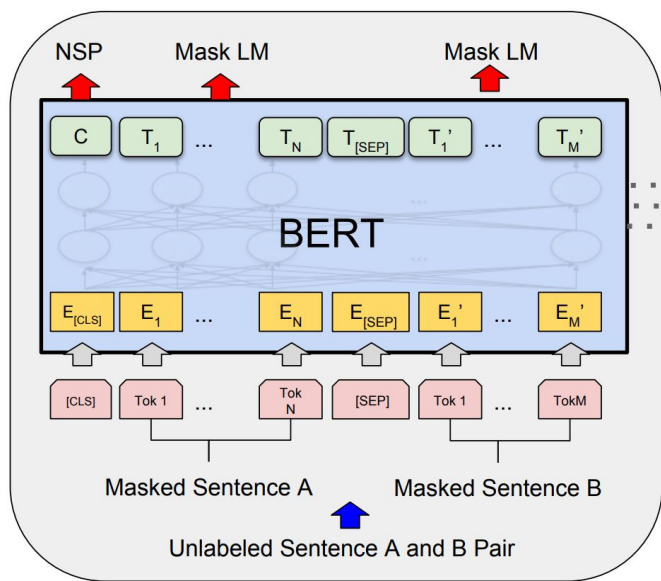 NSP Mask LM Mask LM
C T1 ... TN T[SEP] T1’ ... TM’
...
BERT
...
E[CLS] E1 ... EN E[SEP] E1’ ... EM’
[CLS] Tok 1 ... Tok N [SEP] Tok 1 ... TokM
Masked Sentence A Masked Sentence B
Unlabeled Sentence A and B Pair